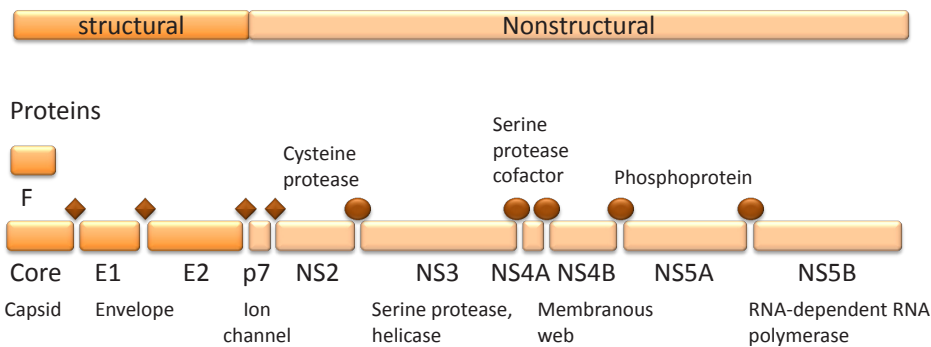 structural Nonstructural
Proteins
F
Cysteine
protease
Serine
protease
cofactor
Phosphoprotein
Core E1 E2 p7 NS2 NS3 NS4A NS4B NS5A NS5B
Capsid
Envelope
Ion
channel
Serine protease,
helicase
Membranous
web
RNA-dependent RNA
polymerase